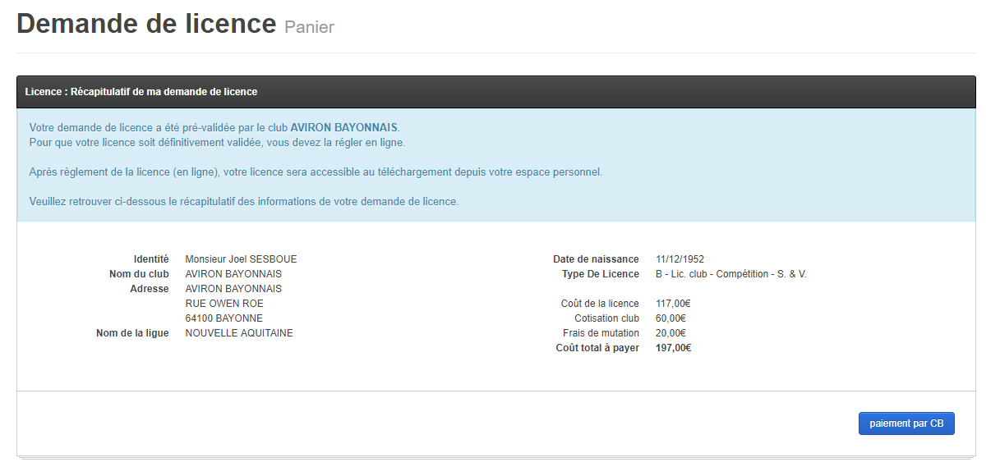 Demande de licence Panier
Licence : Récapitulatif de ma demande de licence
Votre demande de licence a été pré-validée par le club AVIRON BAYONNAIS.
Pour que votre licence soit définitivement validée, vous devez la régler en ligne.
Après règlement de la licence (en ligne), votre licence sera accessible au téléchargement depuis votre espace personnel.
Veuillez retrouver ci-dessous le récapitulatif des informations de votre demande de licence.
Identité Monsieur Joel SESBOUE
Nom du club AVIRON BAYONNAIS
Adresse AVIRON BAYONNAIS
RUE OWEN ROE
64100 BAYONNE
Nom de la ligue NOUVELLE AQUITAINE
Date de naissance 11/12/1952
Type De Licence B - Lic. club - Compétition - S. & V.
Coût de la licence 117,00€
Cotisation club 60,00€
Frais de mutation 20,00€
Coût total à payer 197,00€
paiement par CB